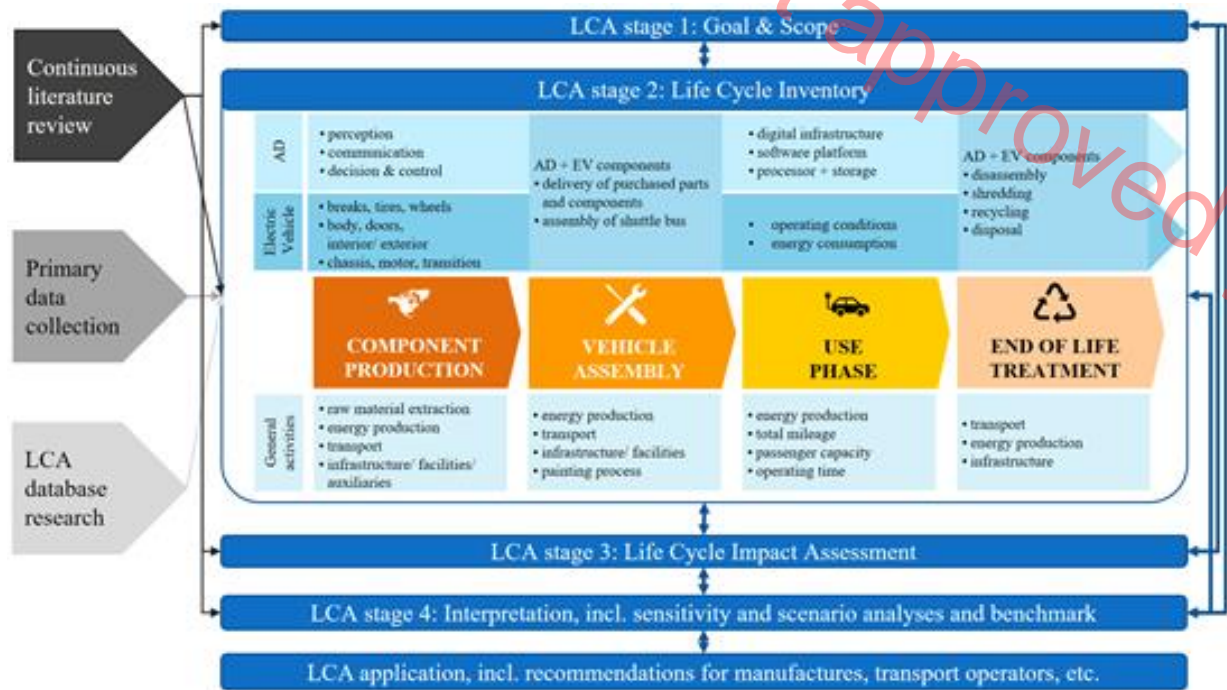 Continuous
literature
review
Primary
data
collection
LCA
database
research
LCA stage 1: Goal & Scope
LCA stage 2: Life Cycle Inventory
AD
• perception
• communication
• decision & control
AD + EV components
• delivery of purchased parts
and components
• assembly of shuttle bus
• digital infrastructure
• software platform
• processor + storage
AD + EV components
• disassembly
• shredding
• recycling
• disposal
Electric
Vehicle
• breaks, tires, wheels
• body, doors,
interior/ exterior
• chassis, motor, transition
• operating conditions
• energy consumption
COMPONENT
PRODUCTION
VEHICLE
ASSEMBLY
USE
PHASE
END OF LIFE
TREATMENT
General
activities
• raw material extraction
• energy production
• transport
• infrastructure/ facilities/
auxiliaries
• energy production
• transport
• infrastructure/ facilities
• painting process
• energy production
• total mileage
• passenger capacity
• operating time
• transport
• energy production
• infrastructure
LCA stage 3: Life Cycle Impact Assessment
LCA stage 4: Interpretation, incl. sensitivity and scenario analyses and benchmark
LCA application, incl. recommendations for manufactures, transport operators, etc.
approved